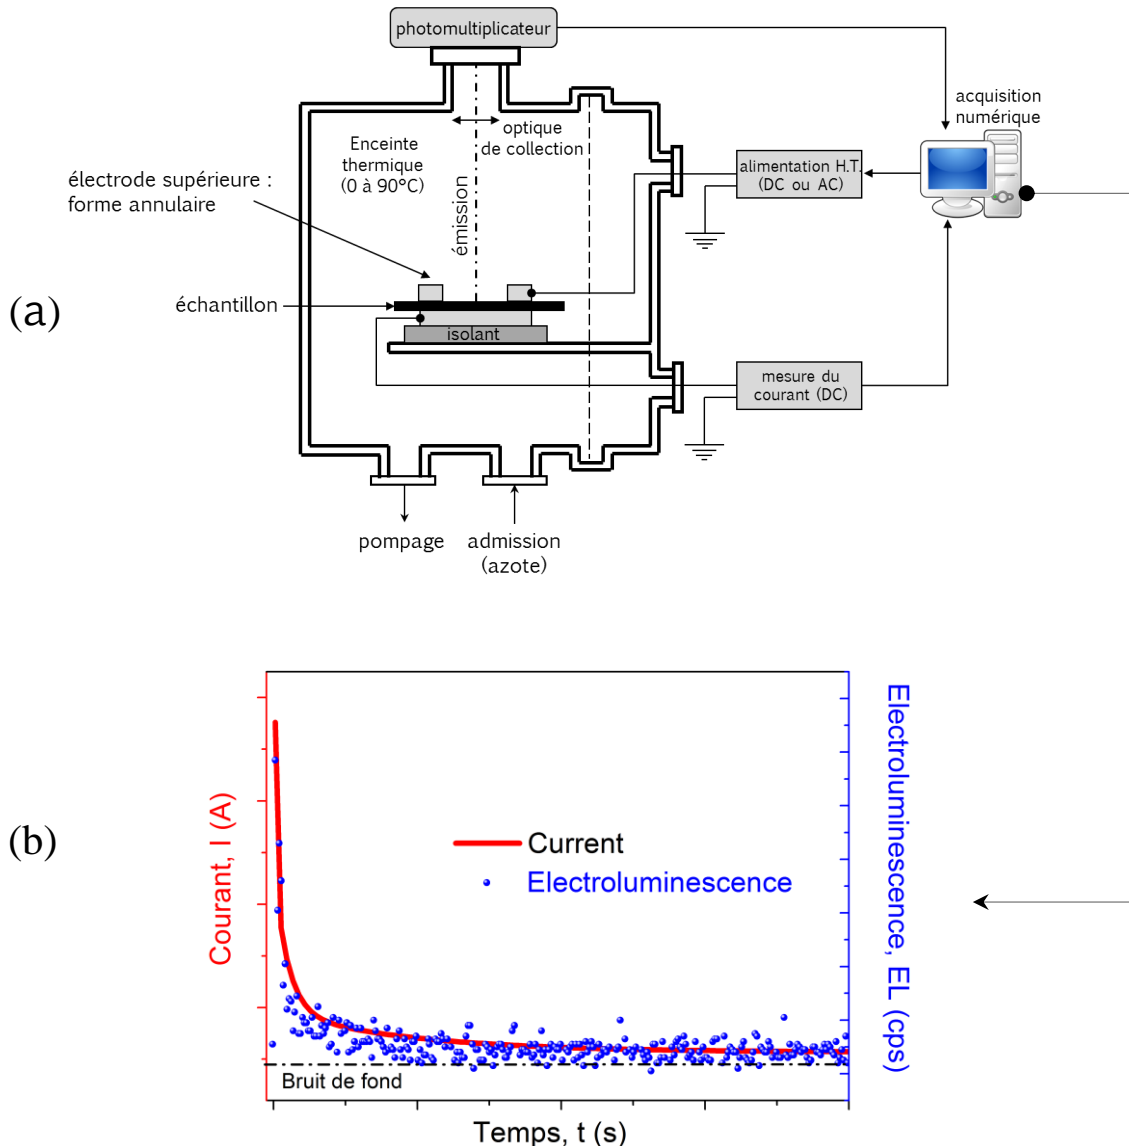 photomultiplicateur
acquisition
numérique
Enceinte
thermique
(0 à 90°C)
optique
de collection
alimentation H.T.
(DC ou AC)
électrode supérieure :
forme annulaire
émission
(a)
échantillon
isolant
mesure du
courant (DC)
pompage
admission
(azote)
(b)
Courant, I (A)
Current
Electroluminescence
Electroluminescence, EL (cps)
Bruit de fond
Temps, t (s)